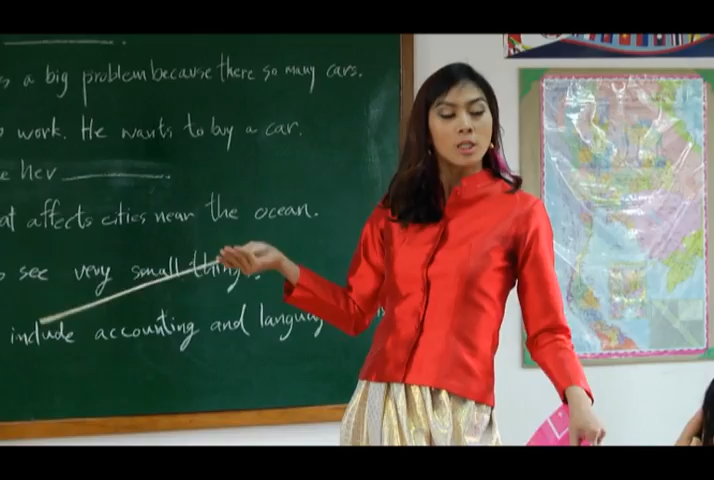 a big problem because there so many cars.
work. He wants to buy a car.
her
affects cities near the ocean.
see very small things.
include accounting and